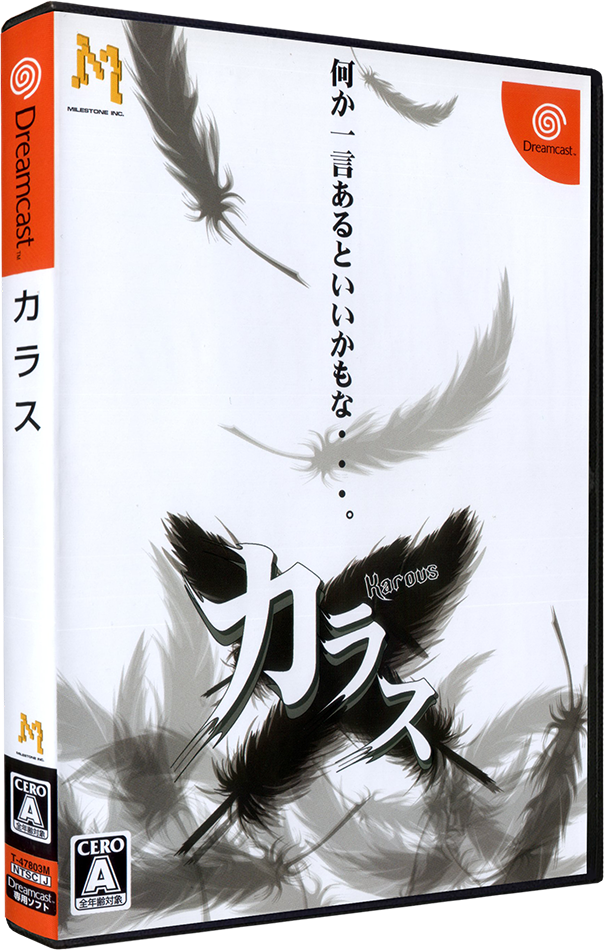 Dreamcast™
カラス
MILESTONE INC.
CERO
A
全年齢対象
T-47803M
NTSC J
Dreamcast
専用ソフト
MILESTONE INC.
何か一言あるといいかもな・・・。
Dreamcast™
Karous
カラス
CERO
A
全年齢対象